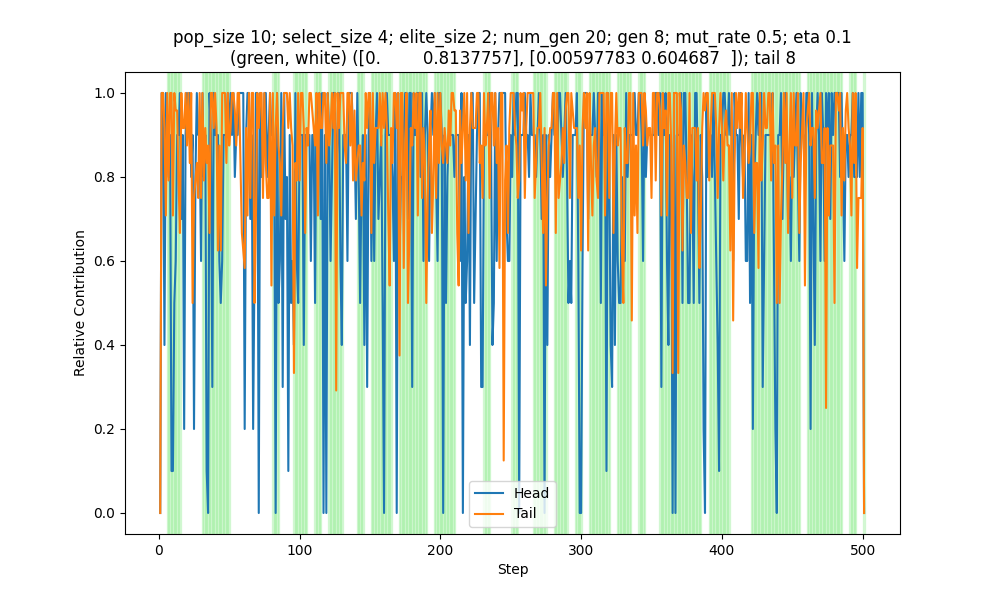 pop_size 10; select_size 4; elite_size 2; num_gen 20; gen 8; mut_rate 0.5; eta 0.1
(green, white) ([0.        0.8137757], [0.00597783 0.604687  ]); tail 8
1.0
0.8
0.6
0.4
0.2
0.0
Relative Contribution
Head
Tail
0
100
200
300
400
500
Step